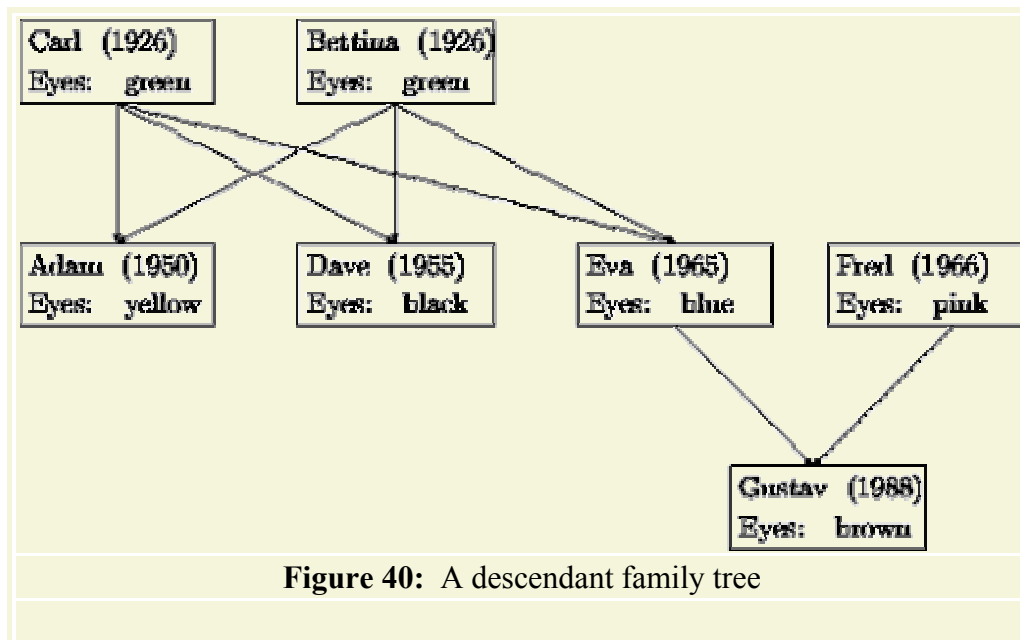 Carl (1926)
Eyes: green
Bettina (1926)
Eyes: green
Adam (1950)
Eyes: yellow
Dave (1955)
Eyes: black
Eva (1965)
Eyes: blue
Fred (1966)
Eyes: pink
Gustav (1988)
Eyes: brown
Figure 40: A descendant family tree